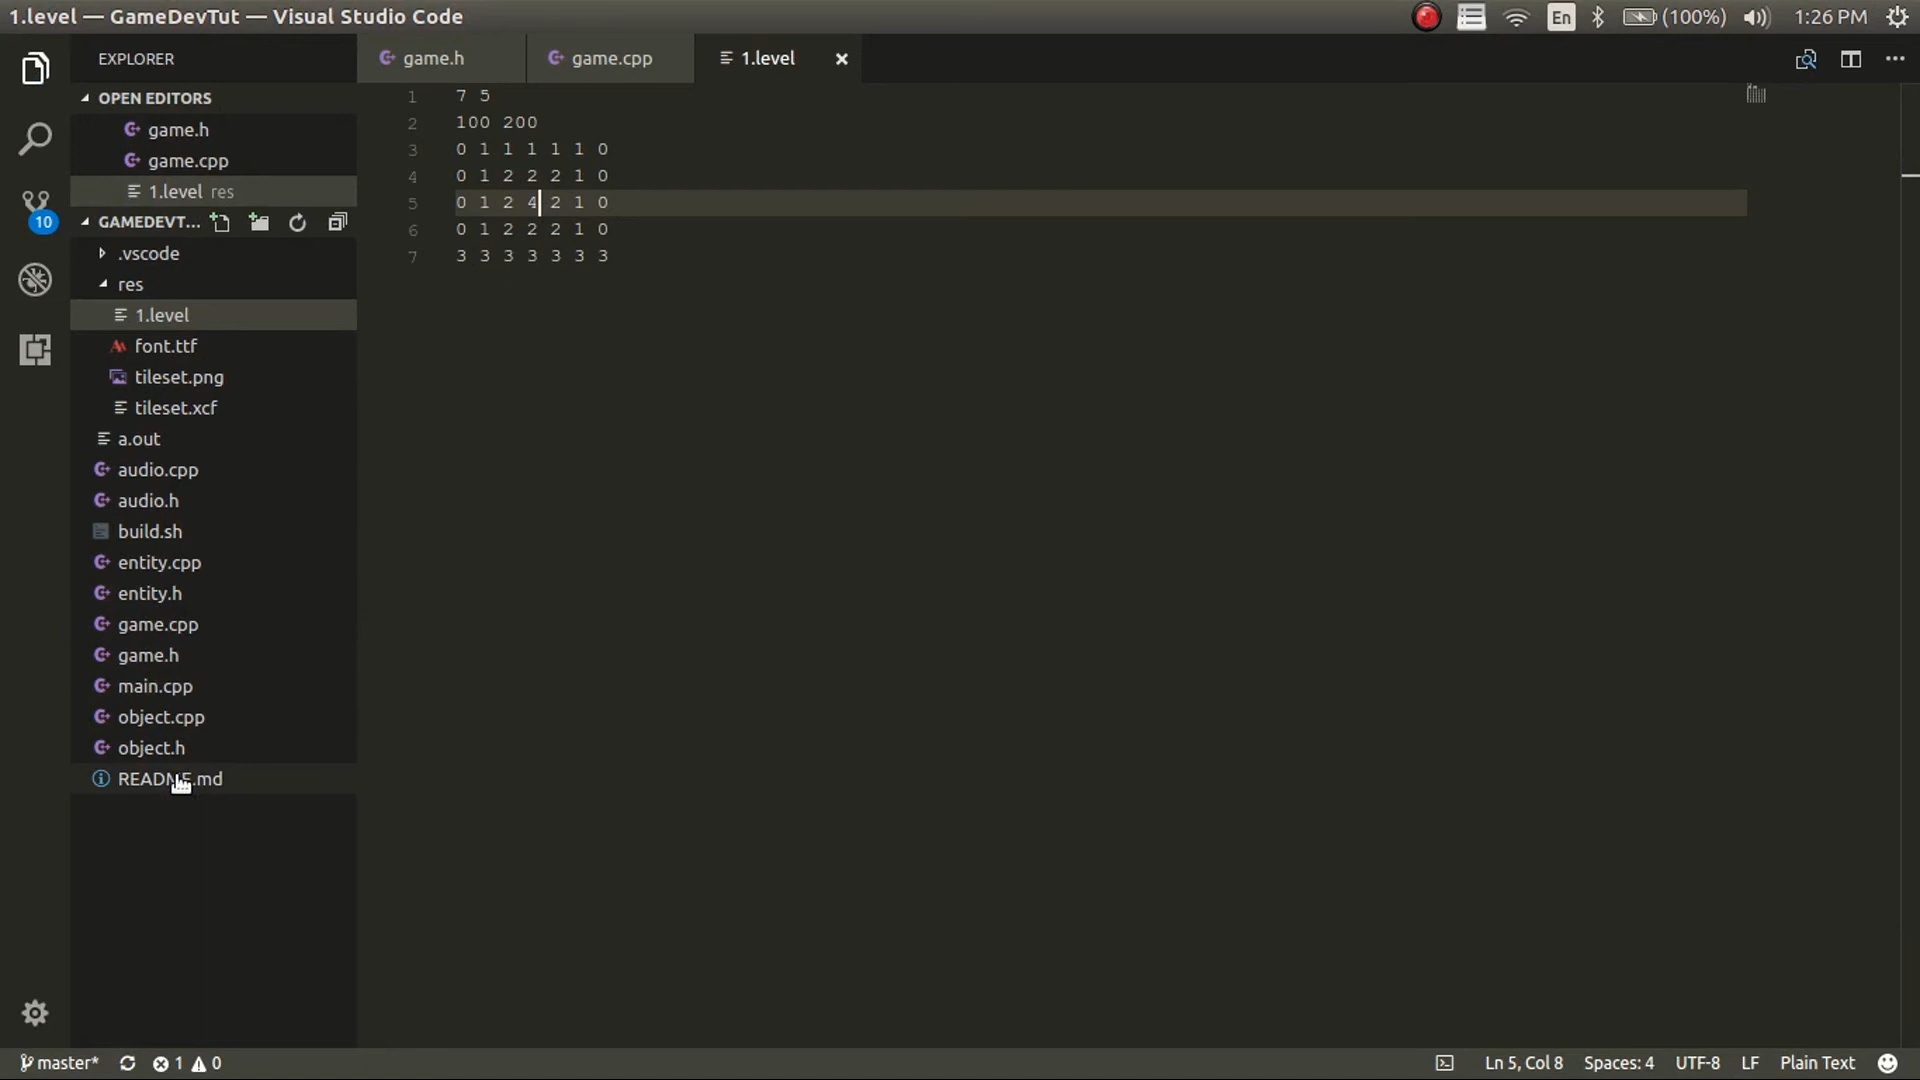 1.level — GameDevTut — Visual Studio Code
En
(100%)
1:26 PM
EXPLORER
game.h
game.cpp
1.level
OPEN EDITORS
game.h
game.cpp
1.level res
GAMEDEVT...
10
.vscode
res
1.level
font.ttf
tileset.png
tileset.xcf
a.out
audio.cpp
audio.h
build.sh
entity.cpp
entity.h
game.cpp
game.h
main.cpp
object.cpp
object.h
README.md
1 7 5
2 100 200
3 0 1 1 1 1 1 0
4 0 1 2 2 2 1 0
5 0 1 2 4 2 1 0
6 0 1 2 2 2 1 0
7 3 3 3 3 3 3 3
master*
1
0
Ln 5, Col 8
Spaces: 4
UTF-8
LF
Plain Text